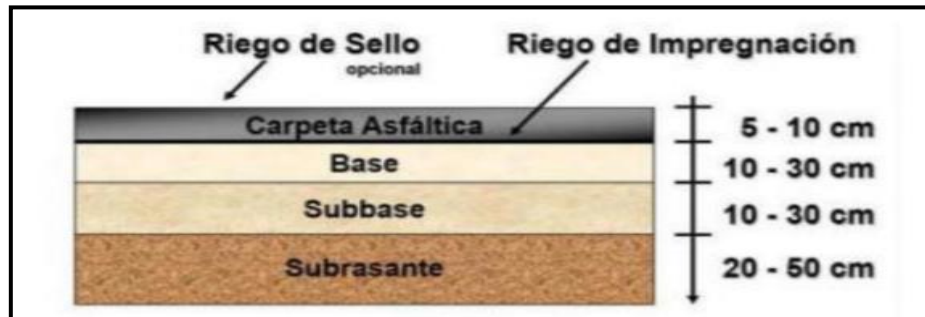 Riego de Sello
opcional
Riego de Impregnación
Carpeta Asfáltica
5 - 10 cm
Base
10 - 30 cm
Subbase
10 - 30 cm
Subrasante
20 - 50 cm